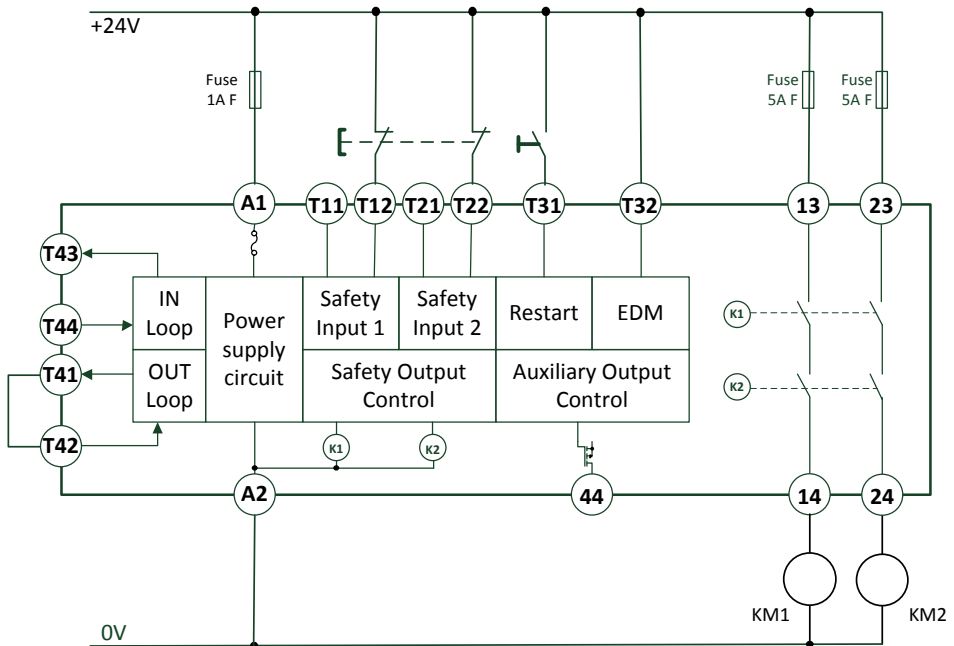 +24V
Fuse
1A F
Fuse
5A F
Fuse
5A F
A1
T11
T12
T21
T22
T31
T32
13
23
T43
T44
T41
T42
IN
Loop
OUT
Loop
Power
supply
circuit
Safety
Input 1
Safety
Input 2
Restart
EDM
Safety Output
Control
Auxiliary Output
Control
K1
K2
K1
K2
A2
44
14
24
KM1
KM2
0V